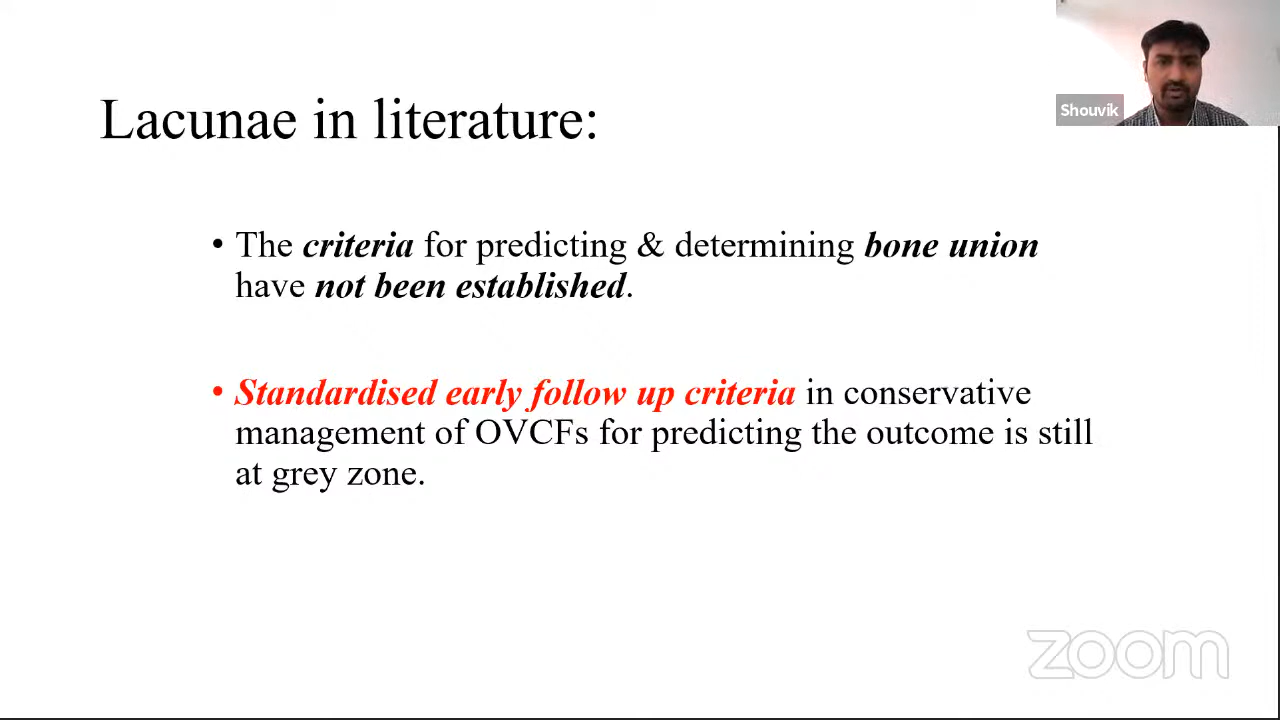 Shouvik
Lacunae in literature:
• The criteria for predicting & determining bone union
have not been established.
• Standardised early follow up criteria in conservative
management of OVCFs for predicting the outcome is still
at grey zone.
zoom